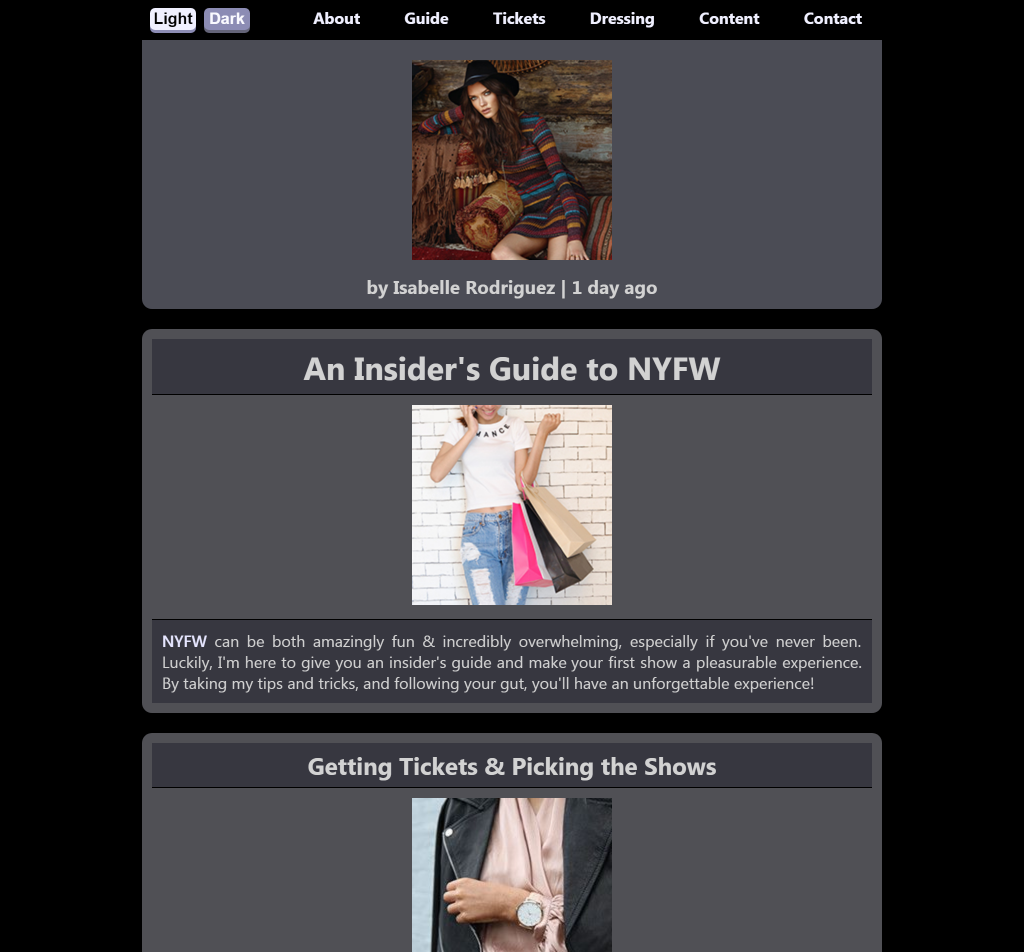 Light Dark About Guide Tickets Dressing Content Contact
by Isabelle Rodriguez | 1 day ago
An Insider's Guide to NYFW
MANCE
NYFW can be both amazingly fun & incredibly overwhelming, especially if you've never been.
Luckily, I'm here to give you an insider's guide and make your first show a pleasurable experience.
By taking my tips and tricks, and following your gut, you'll have an unforgettable experience!
Getting Tickets & Picking the Shows